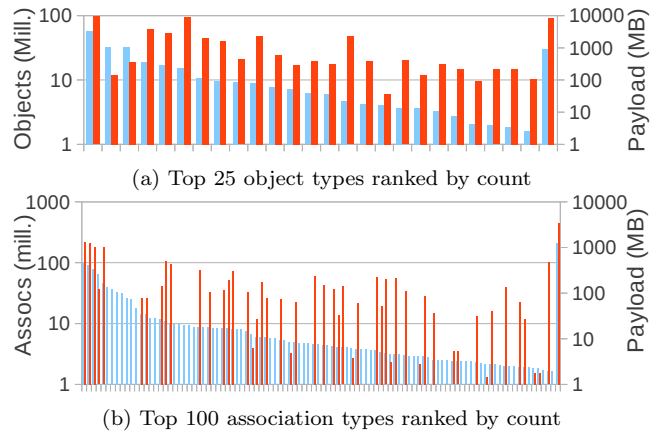 100
10
1
Objects (Mill.)
10000
1000
100
10
1
Payload (MB)
(a) Top 25 object types ranked by count
1000
100
10
1
Assocs (mill.)
10000
1000
100
10
1
Payload (MB)
(b) Top 100 association types ranked by count